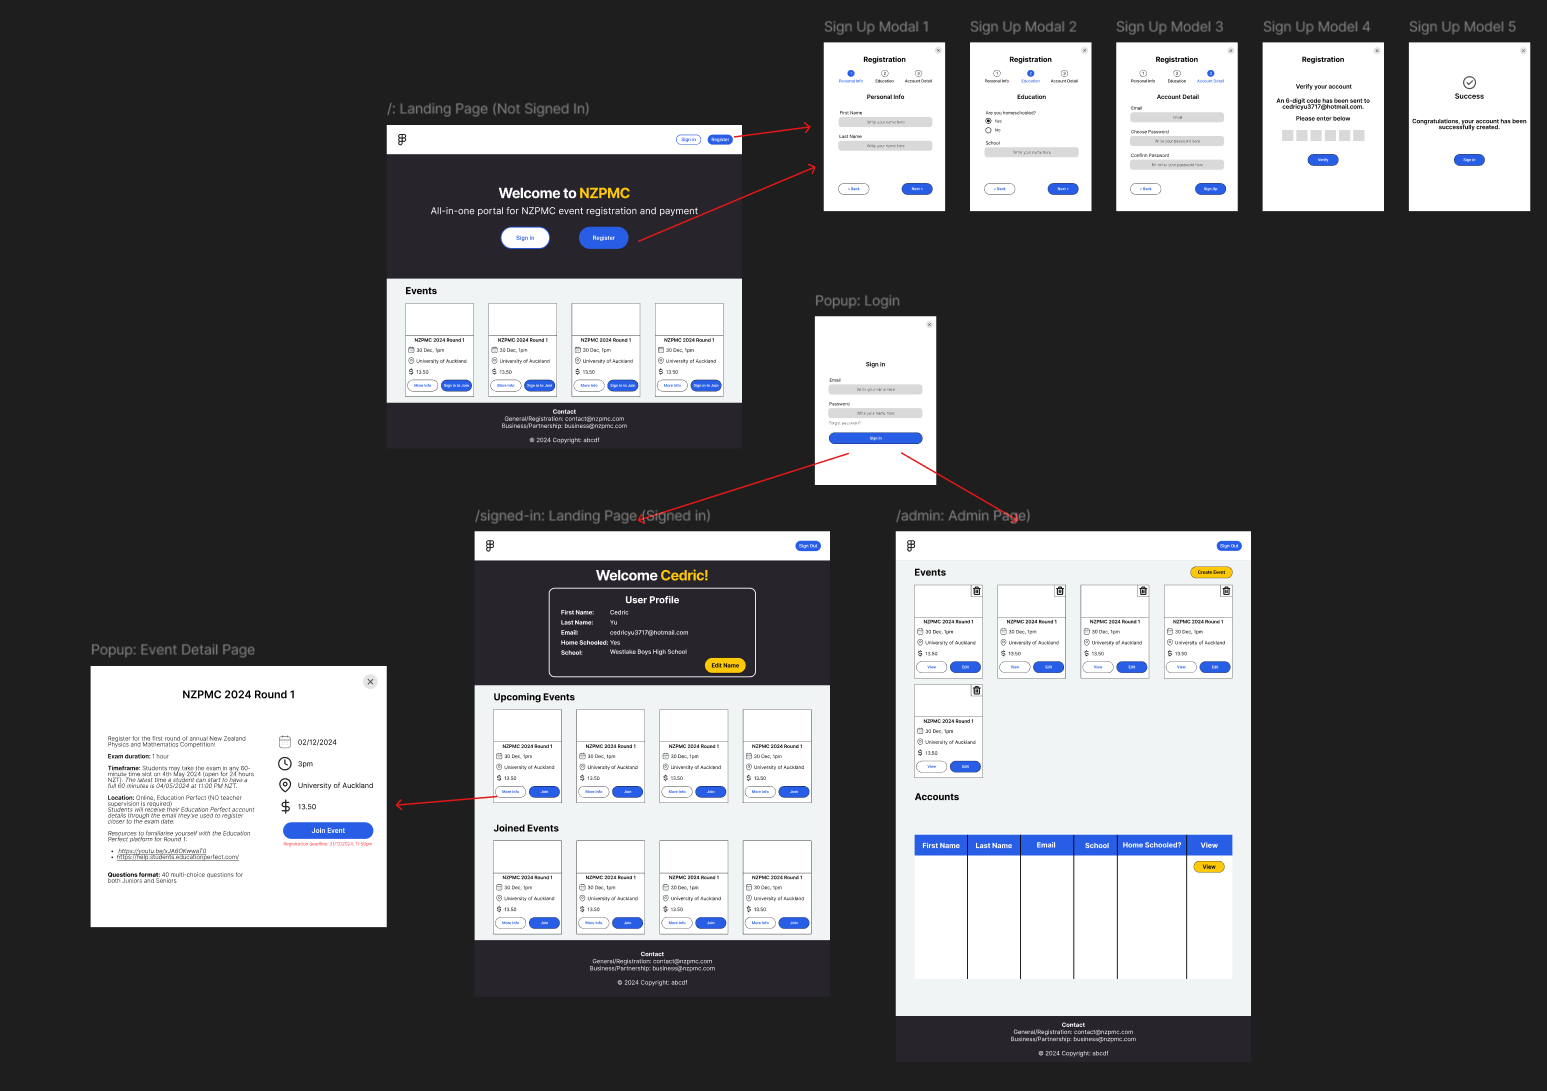 Sign Up Modal 1
Registration
1
2
3
Personal Info
Education
Account Detail
Personal Info
First Name
Write your name here
Last Name
Write your name here
< Back
Next >
Sign Up Modal 2
Registration
1
2
3
Personal Info
Education
Account Detail
Education
Are you homeschooled?
Yes
No
School
Write your name here
< Back
Next >
Sign Up Model 3
Registration
1
2
3
Personal Info
Education
Account Detail
Account Detail
Email
Email
Choose Password
Write your password here
Confirm Password
Re-enter your password here
< Back
Sign Up
Sign Up Model 4
Registration
Verify your account
An 6-digit code has been sent to
cedricyu3717@hotmail.com.
Please enter below
Verify
Sign Up Model 5
Success
Congratulations, your account has been
successfully created.
Sign in
/: Landing Page (Not Signed In)
Sign in
Register
Welcome to NZPMC
All-in-one portal for NZPMC event registration and payment
Sign in
Register
Events
NZPMC 2024 Round 1
30 Dec, 1pm
University of Auckland
13.50
More Info
Sign in to Join
NZPMC 2024 Round 1
30 Dec, 1pm
University of Auckland
13.50
More Info
Sign in to Join
NZPMC 2024 Round 1
30 Dec, 1pm
University of Auckland
13.50
More Info
Sign in to Join
NZPMC 2024 Round 1
30 Dec, 1pm
University of Auckland
13.50
More Info
Sign in to Join
Contact
General/Registration: contact@nzpmc.com
Business/Partnership: business@nzpmc.com
© 2024 Copyright: abcdf
Popup: Login
Sign in
Email
Write your name here
Password
Write your name here
Forgot password?
Sign in
/signed-in: Landing Page (Signed in)
Sign Out
Welcome Cedric!
User Profile
First Name: Cedric
Last Name: Yu
Email: cedricyu3717@hotmail.com
Home Schooled: Yes
School: Westlake Boys High School
Edit Name
Upcoming Events
NZPMC 2024 Round 1
30 Dec, 1pm
University of Auckland
13.50
More Info
Join
NZPMC 2024 Round 1
30 Dec, 1pm
University of Auckland
13.50
More Info
Join
NZPMC 2024 Round 1
30 Dec, 1pm
University of Auckland
13.50
More Info
Join
NZPMC 2024 Round 1
30 Dec, 1pm
University of Auckland
13.50
More Info
Join
Joined Events
NZPMC 2024 Round 1
30 Dec, 1pm
University of Auckland
13.50
More Info
Join
NZPMC 2024 Round 1
30 Dec, 1pm
University of Auckland
13.50
More Info
Join
NZPMC 2024 Round 1
30 Dec, 1pm
University of Auckland
13.50
More Info
Join
NZPMC 2024 Round 1
30 Dec, 1pm
University of Auckland
13.50
More Info
Join
Contact
General/Registration: contact@nzpmc.com
Business/Partnership: business@nzpmc.com
© 2024 Copyright: abcdf
/admin: Admin Page)
Sign Out
Events
Create Event
NZPMC 2024 Round 1
30 Dec, 1pm
University of Auckland
13.50
View
Edit
NZPMC 2024 Round 1
30 Dec, 1pm
University of Auckland
13.50
View
Edit
NZPMC 2024 Round 1
30 Dec, 1pm
University of Auckland
13.50
View
Edit
NZPMC 2024 Round 1
30 Dec, 1pm
University of Auckland
13.50
View
Edit
NZPMC 2024 Round 1
30 Dec, 1pm
University of Auckland
13.50
View
Edit
Accounts
First Name
Last Name
Email
School
Home Schooled?
View
View
Contact
General/Registration: contact@nzpmc.com
Business/Partnership: business@nzpmc.com
© 2024 Copyright: abcdf
Popup: Event Detail Page
NZPMC 2024 Round 1
Register for the first round of annual New Zealand
Physics and Mathematics Competition!
Exam duration: 1 hour
Timeframe: Students may take the exam in any 60-
minute time slot on 4th May 2024 (open for 24 hours
NZT). The latest time a student can start to have a
full 60 minutes is 04/05/2024 at 11:00 PM NZT.
Location: Online, Education Perfect (NO teacher
supervision is required)
Students will receive their Education Perfect account
details through the email they've used to register
closer to the exam date.
Resources to familiarise yourself with the Education
Perfect platform for Round 1:
https://help.students.educationperfect.com/
Questions format: 40 multi-choice questions for
both Juniors and Seniors
02/12/2024
3pm
University of Auckland
13.50
Join Event
Registration deadline: 01/12/2024, 11:59pm